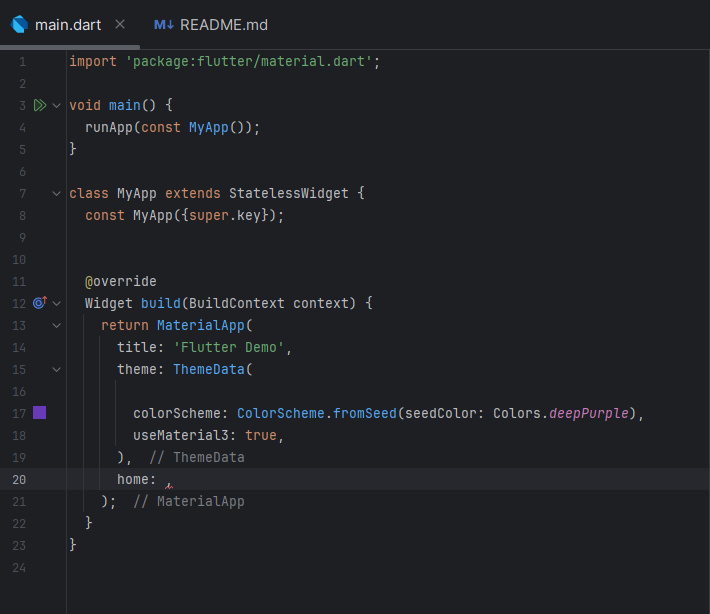 main.dart
M↓ README.md
1 import 'package:flutter/material.dart';
2
3 void main() {
4 runApp(const MyApp());
5 }
6
7 class MyApp extends StatelessWidget {
8 const MyApp({super.key});
9
10
11 @override
12 Widget build(BuildContext context) {
13 return MaterialApp(
14 title: 'Flutter Demo',
15 theme: ThemeData(
16
17 colorScheme: ColorScheme.fromSeed(seedColor: Colors.deepPurple),
18 useMaterial3: true,
19 ), // ThemeData
20 home: ,
21 ); // MaterialApp
22 }
23 }
24